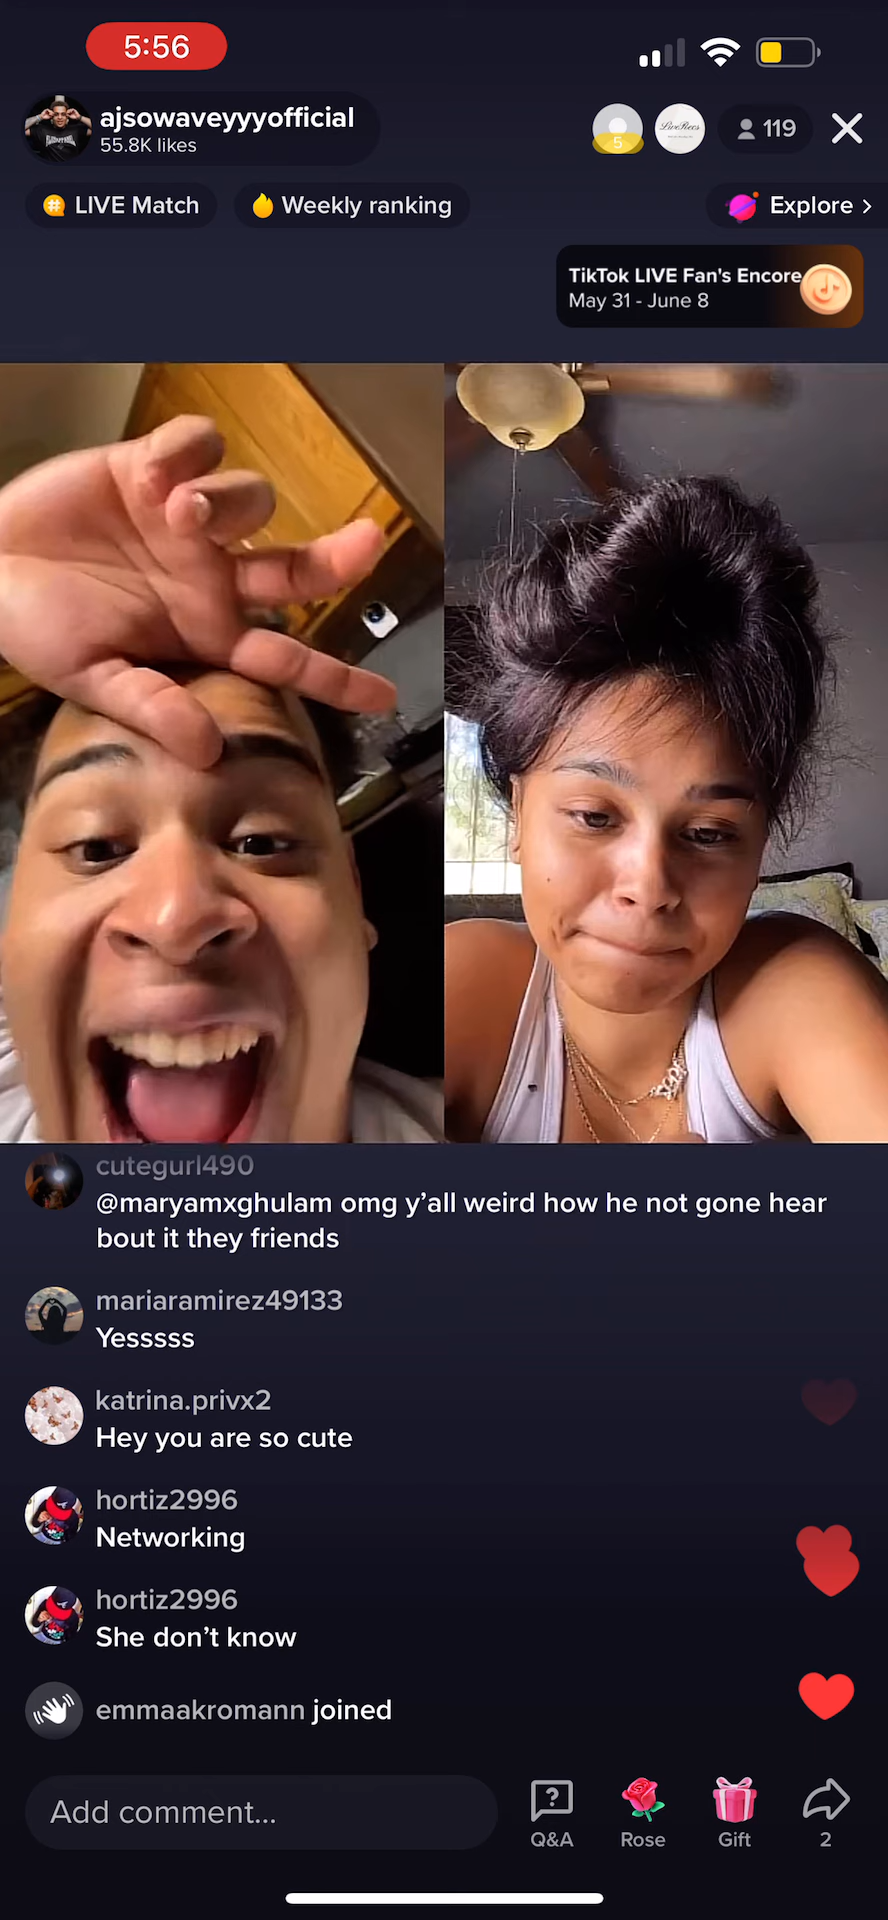 5:56
ajsowaveyyyofficial
55.8K likes
5
LiveRecs
119
LIVE Match
Weekly ranking
Explore >
TikTok LIVE Fan's Encore
May 31 - June 8
cutegurl490
@maryamxghulam omg y’all weird how he not gone hear
bout it they friends
mariaramirez49133
Yesssss
katrina.privx2
Hey you are so cute
hortiz2996
Networking
hortiz2996
She don’t know
emmaakromann joined
Add comment...
Q&A
Rose
Gift
2